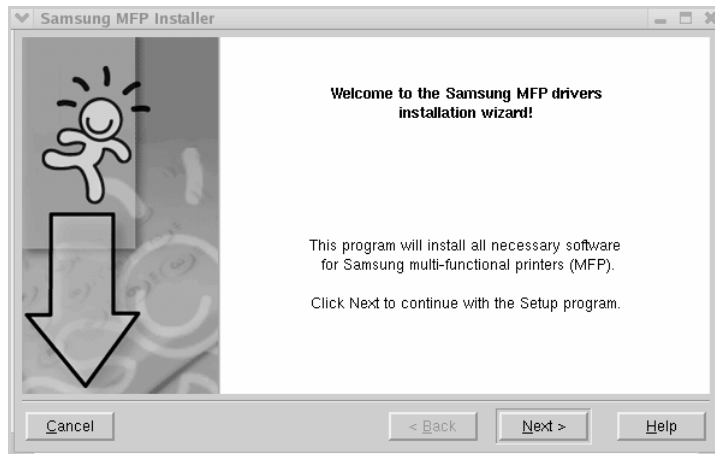 Samsung MFP Installer
Welcome to the Samsung MFP drivers
installation wizard!
This program will install all necessary software
for Samsung multi-functional printers (MFP).
Click Next to continue with the Setup program.
Cancel
< Back
Next >
Help